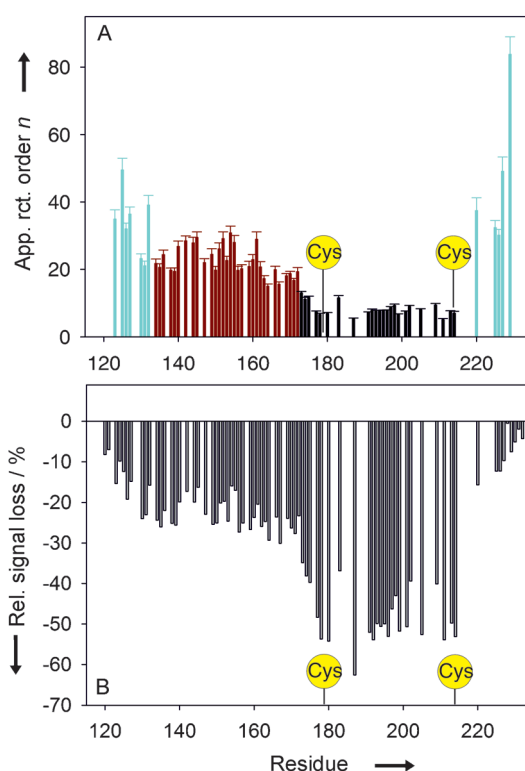 A
App. rct. order n
80
60
40
20
0
Cys
Cys
120 140 160 180 200 220
0
-10
-20
-30
-40
-50
-60
-70
Rel. signal loss / %
Cys
Cys
B
120 140 160 180 200 220
Residue